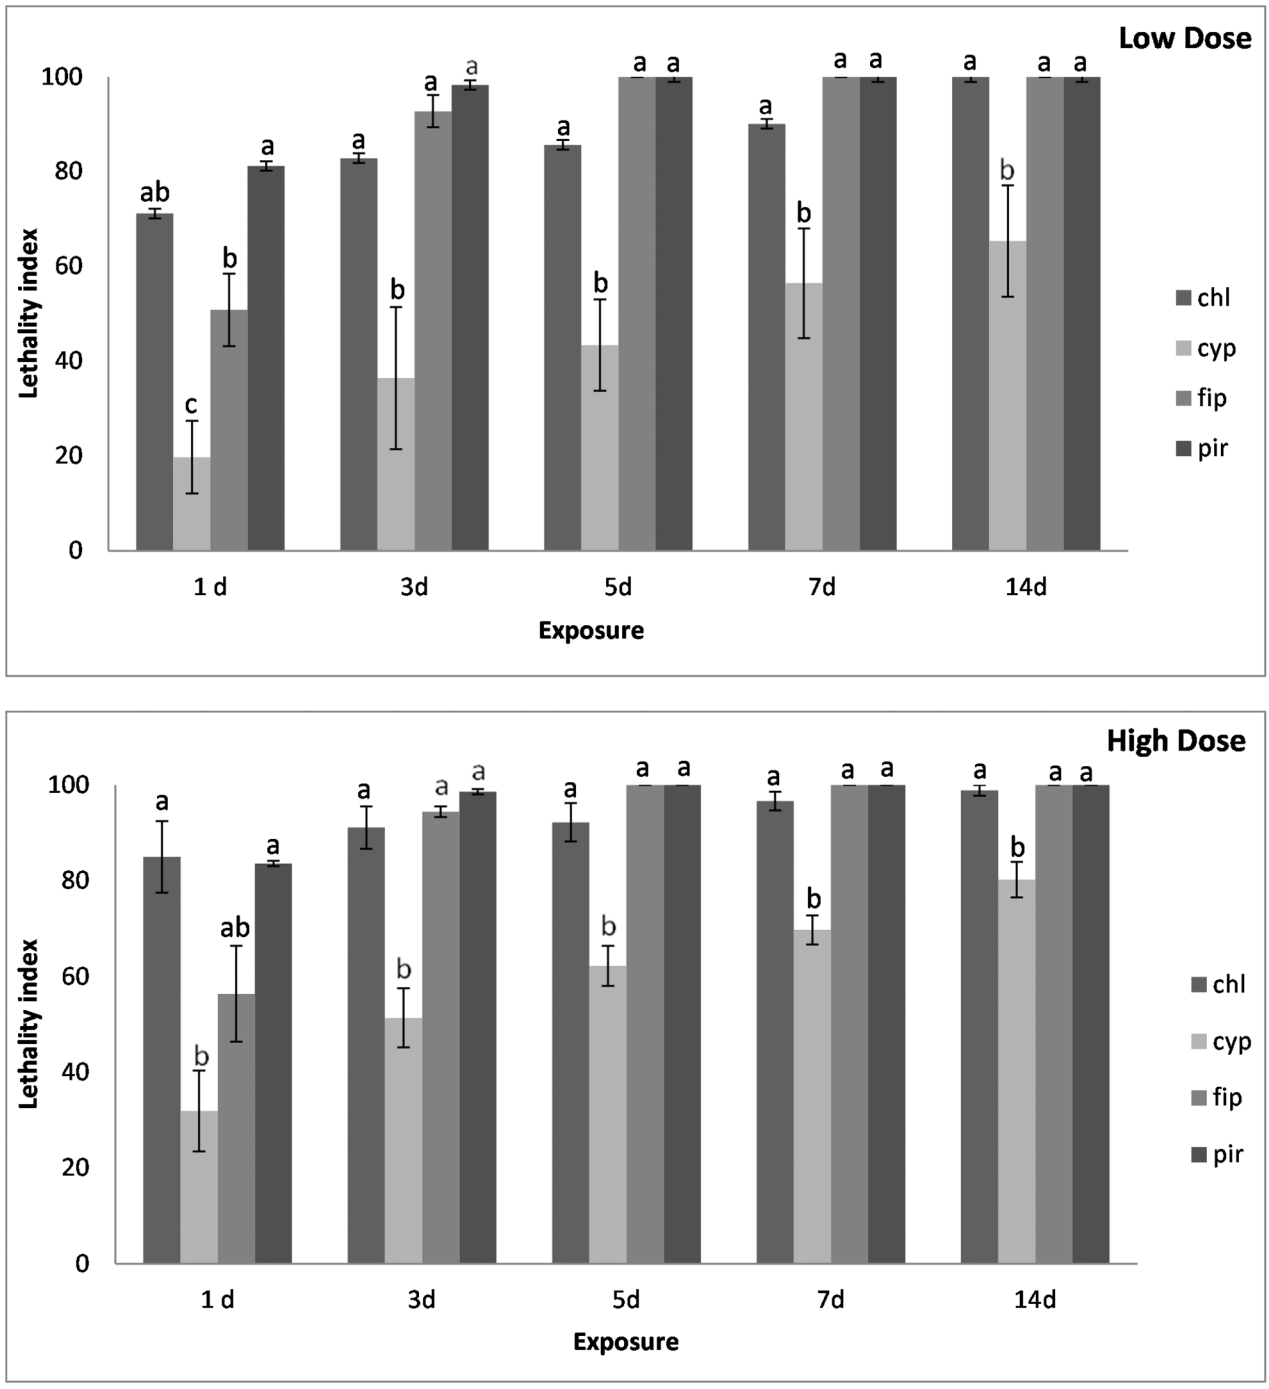 Low Dose
a a a a a a a a
100 a a
a a a
80 ab a b
b b
60 b
Lethality index
40 c
20
0
chl
cyp
fip
pir
1 d 3d 5d 7d 14d
Exposure
High Dose
a a a a a a a a a
100 a a a a
80 a b
ab b b
60 b
Lethality index
40 b
20
0
chl
cyp
fip
pir
1 d 3d 5d 7d 14d
Exposure